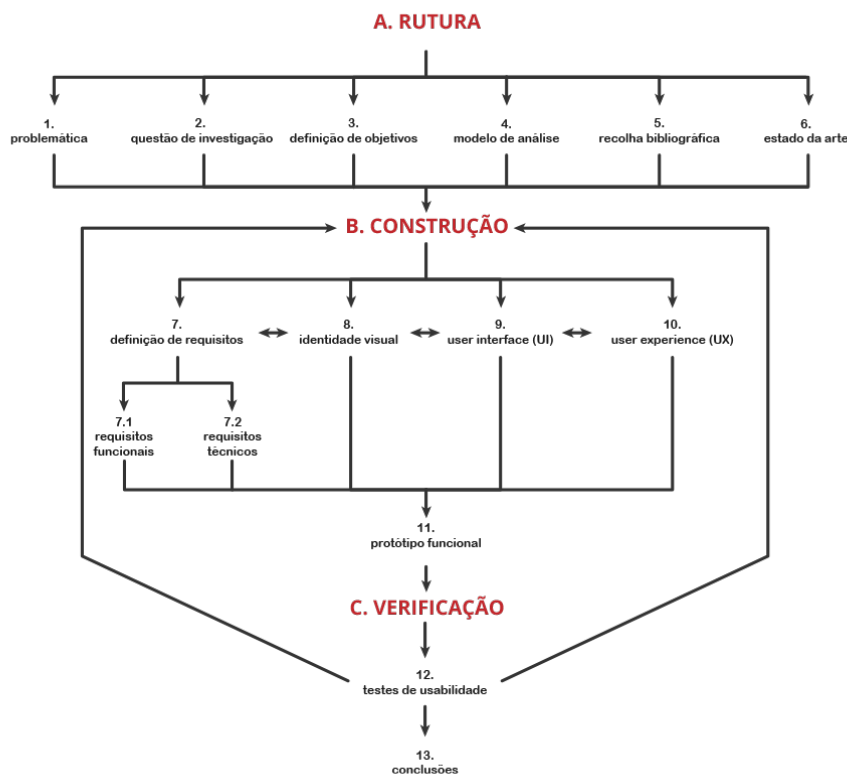 A. RUTURA
1.
problemática
2.
questão de investigação
3.
definição de objetivos
4.
modelo de análise
5.
recolha bibliográfica
6.
estado da arte
B. CONSTRUÇÃO
7.
definição de requisitos
8.
identidade visual
9.
user interface (UI)
10.
user experience (UX)
7.1
requisitos
funcionais
7.2
requisitos
técnicos
11.
protótipo funcional
C. VERIFICAÇÃO
12.
testes de usabilidade
13.
conclusões